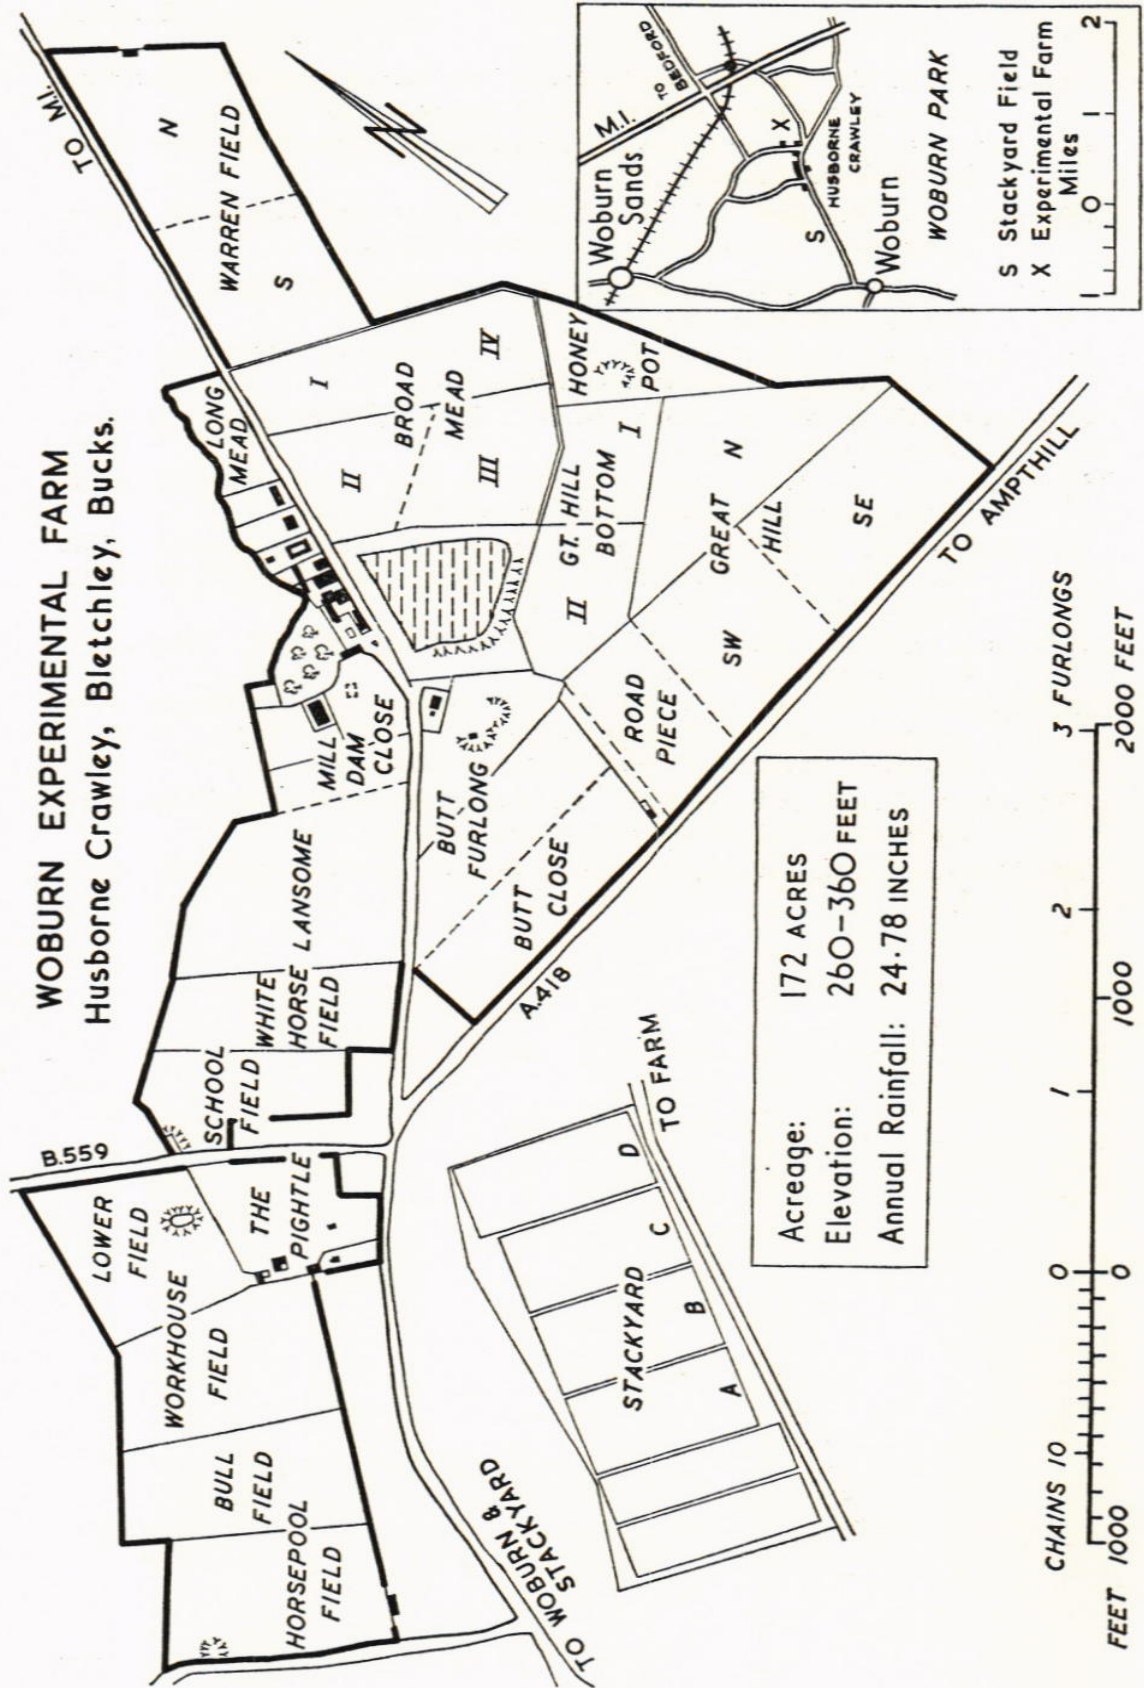 WOBURN EXPERIMENTAL FARM
Husborne Crawley, Bletchley, Bucks.
B.559
LOWER
FIELD
WORKHOUSE
FIELD
BULL
FIELD
HORSEPOOL
FIELD
THE
PIGHTLE
SCHOOL
FIELD
WHITE
HORSE
FIELD
LANSOME
MILL
DAM
CLOSE
LONG
MEAD
TO M.I.
WARREN FIELD
N
S
BROAD
MEAD
I
II
III
IV
HONEY
POT
GT. HILL
BOTTOM
I
II
GREAT
HILL
N
SW
SE
ROAD
PIECE
BUTT
FURLONG
BUTT
CLOSE
A.418
TO AMPTHILL
TO WOBURN &
STACKYARD
STACKYARD
A
B
C
D
TO FARM
Acreage: 172 ACRES
Elevation: 260-360 FEET
Annual Rainfall: 24·78 INCHES
CHAINS 10 0 1 2 3 FURLONGS
FEET 1000 0 1000 2000 FEET
Woburn
Sands
M.I.
TO
BEDFORD
X
HUSBORNE
CRAWLEY
S
Woburn
WOBURN PARK
S Stackyard Field
X Experimental Farm
Miles
1 0 1 2